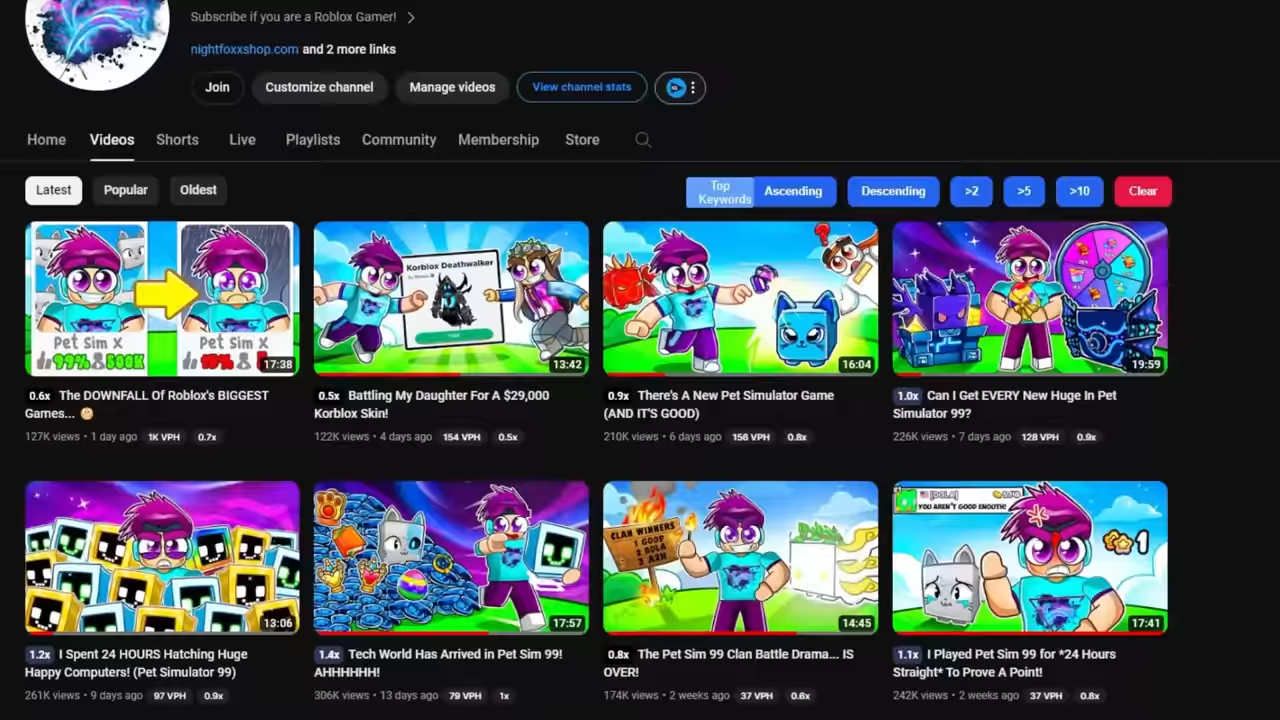 Subscribe if you are a Roblox Gamer!
nightfoxxshop.com and 2 more links
Join Customize channel Manage videos View channel stats
Home Videos Shorts Live Playlists Community Membership Store
Latest Popular Oldest Top Keywords Ascending Descending >2 >5 >10 Clear
Pet Sim X
99% 500K
Pet Sim X
17:38
Korblox Deathwalker
13:42
16:04
19:59
0.6x The DOWNFALL Of Roblox's BIGGEST
Games...
127K views • 1 day ago 1K VPH 0.7x
0.5x Battling My Daughter For A $29,000
Korblox Skin!
122K views • 4 days ago 154 VPH 0.5x
0.9x There's A New Pet Simulator Game
(AND IT'S GOOD)
210K views • 6 days ago 156 VPH 0.8x
1.0x Can I Get EVERY New Huge In Pet
Simulator 99?
226K views • 7 days ago 128 VPH 0.9x
13:06
17:57
CLAN WINNERS
1 GOOP
2 DOLA
3 A2H
14:45
[DOLA]
YOU AREN'T GOOD ENOUGH!
1
17:41
1.2x I Spent 24 HOURS Hatching Huge
Happy Computers! (Pet Simulator 99)
261K views • 9 days ago 97 VPH 0.9x
1.4x Tech World Has Arrived in Pet Sim 99!
AHHHHHH!
306K views • 13 days ago 79 VPH 1x
0.8x The Pet Sim 99 Clan Battle Drama... IS
OVER!
174K views • 2 weeks ago 37 VPH 0.6x
1.1x I Played Pet Sim 99 for *24 Hours
Straight* To Prove A Point!
242K views • 2 weeks ago 37 VPH 0.8x